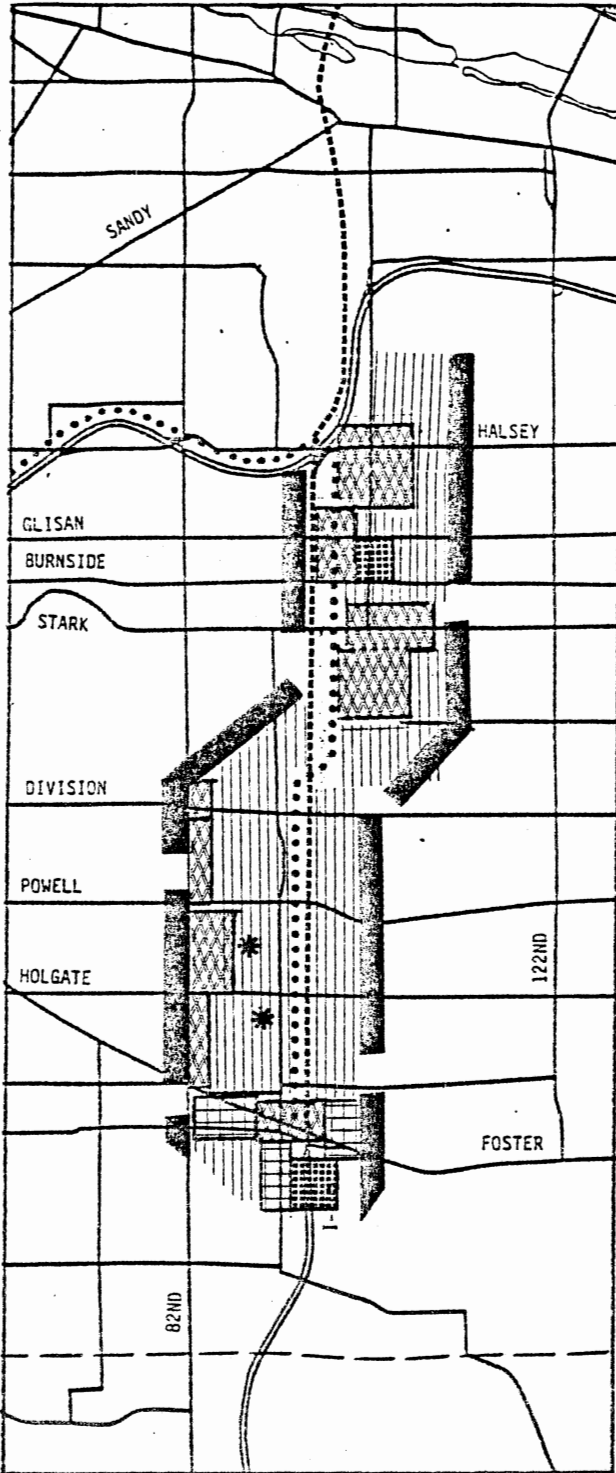 SANDY
HALSEY
GLISAN
BURNSIDE
STARK
DIVISION
POWELL
HOLGATE
122ND
FOSTER
82ND